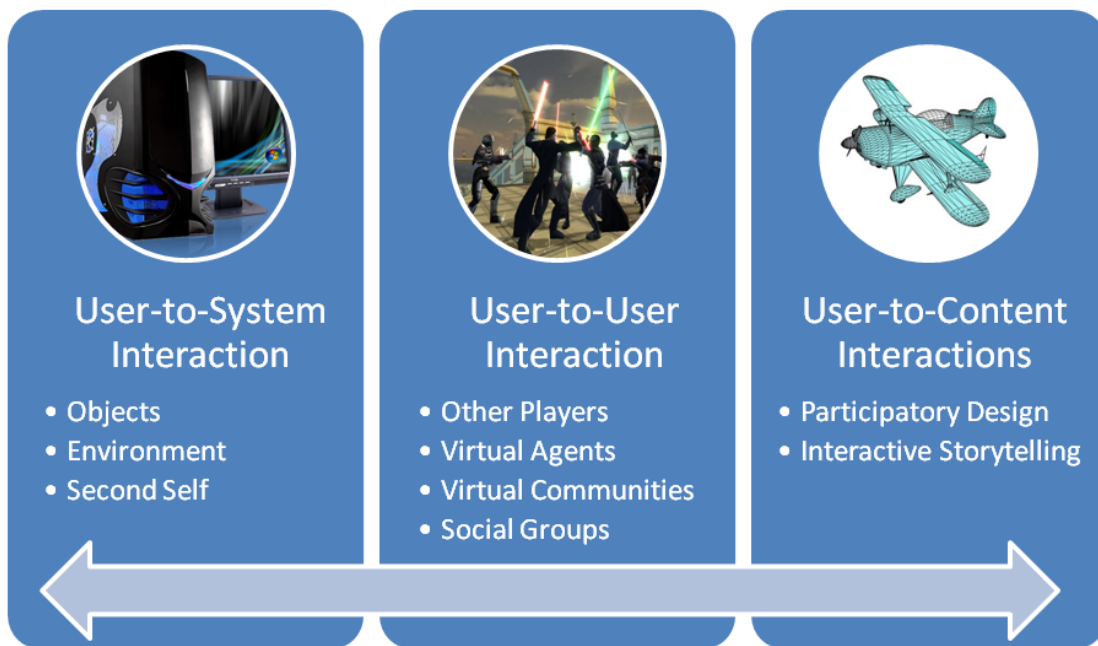 User-to-System
Interaction
• Objects
• Environment
• Second Self
User-to-User
Interaction
• Other Players
• Virtual Agents
• Virtual Communities
• Social Groups
User-to-Content
Interactions
• Participatory Design
• Interactive Storytelling